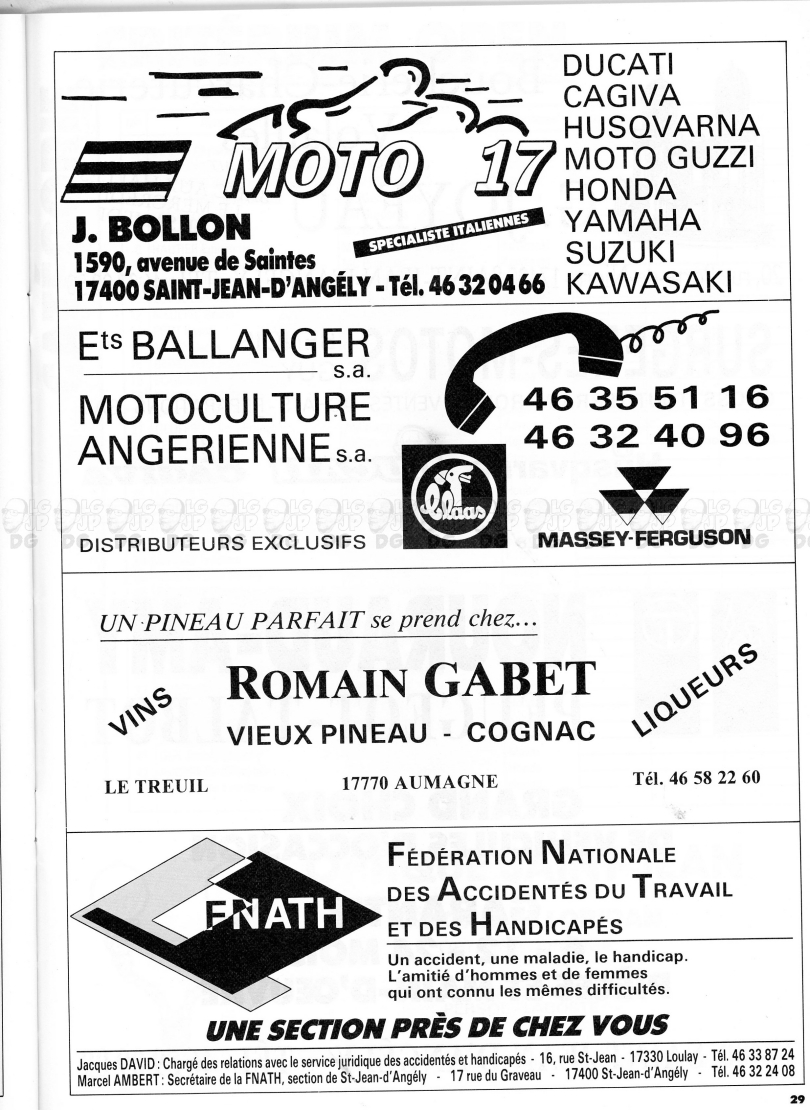 MOTO 17
J. BOLLON
SPECIALISTE ITALIENNES
1590, avenue de Saintes
17400 SAINT-JEAN-D'ANGÉLY - Tél. 46 32 04 66
DUCATI
CAGIVA
HUSQVARNA
MOTO GUZZI
HONDA
YAMAHA
SUZUKI
KAWASAKI
Ets BALLANGER
s.a.
MOTOCULTURE
ANGERIENNE s.a.
DISTRIBUTEURS EXCLUSIFS
46 35 51 16
46 32 40 96
Claas
MASSEY-FERGUSON
UN PINEAU PARFAIT se prend chez...
VINS
ROMAIN GABET
LIQUEURS
VIEUX PINEAU - COGNAC
LE TREUIL 17770 AUMAGNE Tél. 46 58 22 60
FNATH
FÉDÉRATION NATIONALE
DES ACCIDENTÉS DU TRAVAIL
ET DES HANDICAPÉS
Un accident, une maladie, le handicap.
L'amitié d'hommes et de femmes
qui ont connu les mêmes difficultés.
UNE SECTION PRÈS DE CHEZ VOUS
Jacques DAVID : Chargé des relations avec le service juridique des accidentés et handicapés - 16, rue St-Jean - 17330 Loulay - Tél. 46 33 87 24
Marcel AMBERT : Secrétaire de la FNATH, section de St-Jean-d'Angély - 17 rue du Graveau - 17400 St-Jean-d'Angély - Tél. 46 32 24 08
29